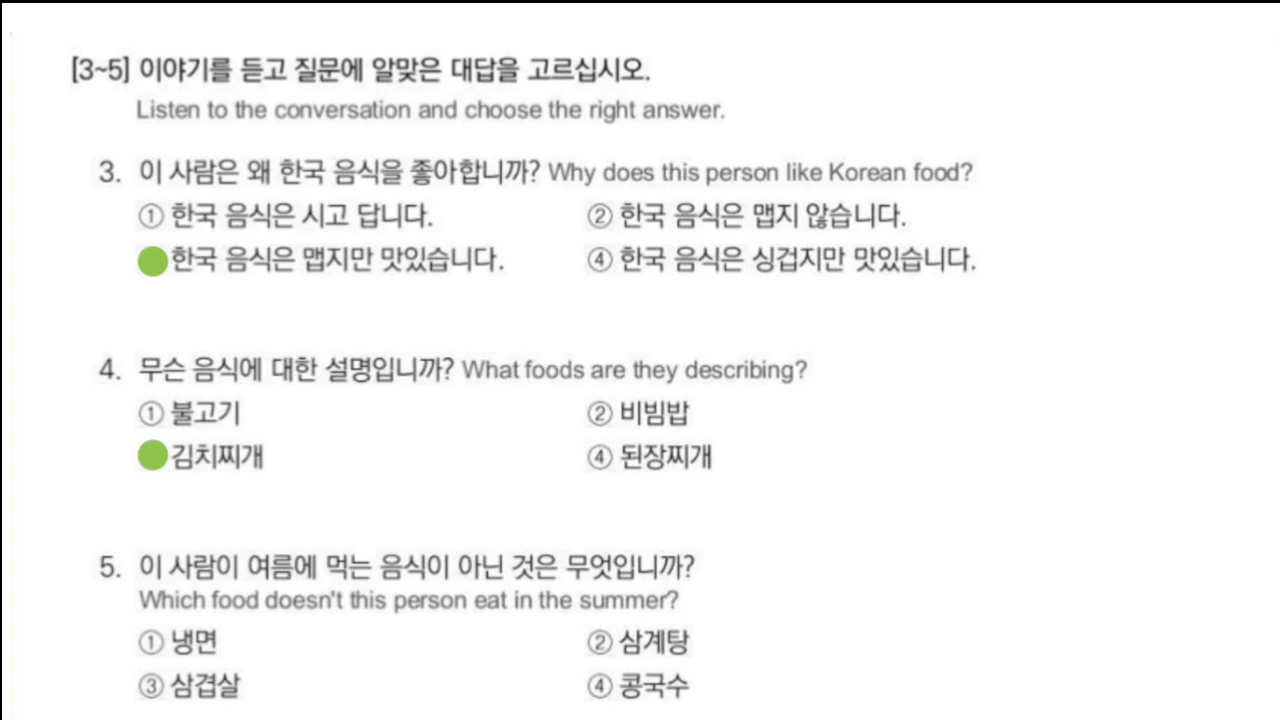 [3~5] 이야기를 듣고 질문에 알맞은 대답을 고르십시오.
Listen to the conversation and choose the right answer.
3. 이 사람은 왜 한국 음식을 좋아합니까? Why does this person like Korean food?
① 한국 음식은 시고 답니다. ② 한국 음식은 맵지 않습니다.
한국 음식은 맵지만 맛있습니다. ④ 한국 음식은 싱겁지만 맛있습니다.
4. 무슨 음식에 대한 설명입니까? What foods are they describing?
① 불고기 ② 비빔밥
김치찌개 ④ 된장찌개
5. 이 사람이 여름에 먹는 음식이 아닌 것은 무엇입니까?
Which food doesn't this person eat in the summer?
① 냉면 ② 삼계탕
③ 삼겹살 ④ 콩국수